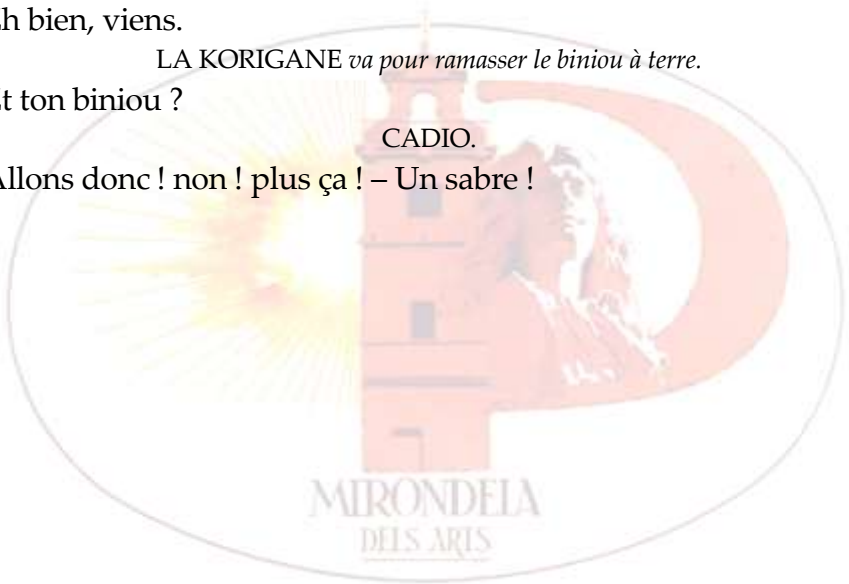 h bien, viens.
LA KORIGANE va pour ramasser le biniou à terre.
t ton biniou ?
CADIO.
Allons donc ! non ! plus ça ! – Un sabre !
MIRONDELA
DELS ARTS